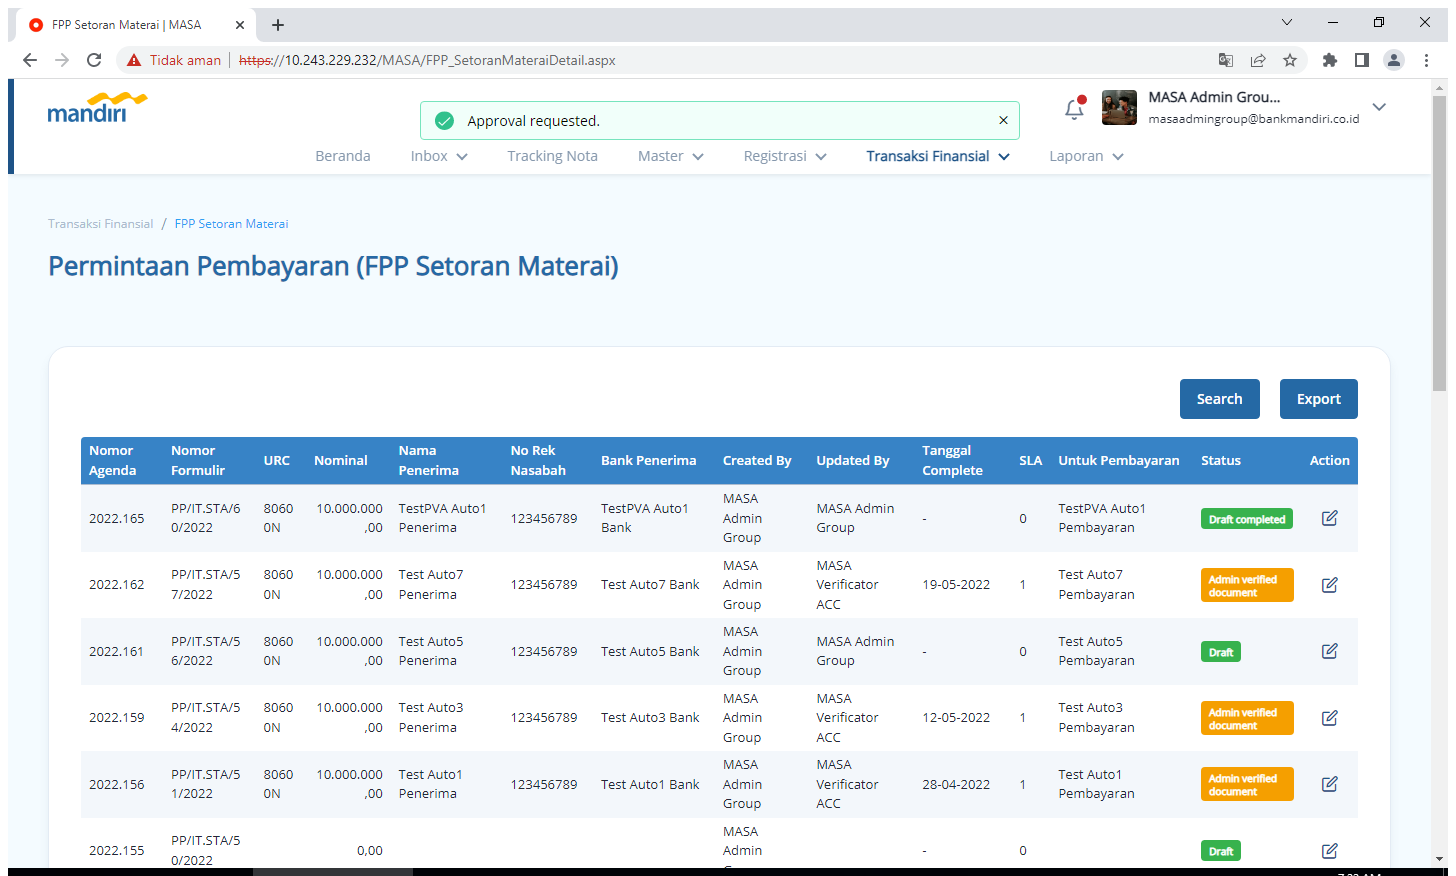 FPP Setoran Materai | MASA
Tidak aman https://10.243.229.232/MASA/FPP_SetoranMateraiDetail.aspx
mandiri
Approval requested.
MASA Admin Grou...
masaadmingroup@bankmandiri.co.id
Beranda Inbox Tracking Nota Master Registrasi Transaksi Finansial Laporan
Transaksi Finansial / FPP Setoran Materai
Permintaan Pembayaran (FPP Setoran Materai)
Search Export
Nomor Agenda Nomor Formulir URC Nominal Nama Penerima No Rek Nasabah Bank Penerima Created By Updated By Tanggal Complete SLA Untuk Pembayaran Status Action
2022.165 PP/IT.STA/60/2022 80600N 10.000.000,00 TestPVA Auto1 Penerima 123456789 TestPVA Auto1 Bank MASA Admin Group MASA Admin Group - 0 TestPVA Auto1 Pembayaran Draft completed
2022.162 PP/IT.STA/57/2022 80600N 10.000.000,00 Test Auto7 Penerima 123456789 Test Auto7 Bank MASA Admin Group MASA Verificator ACC 19-05-2022 1 Test Auto7 Pembayaran Admin verified document
2022.161 PP/IT.STA/56/2022 80600N 10.000.000,00 Test Auto5 Penerima 123456789 Test Auto5 Bank MASA Admin Group MASA Admin Group - 0 Test Auto5 Pembayaran Draft
2022.159 PP/IT.STA/54/2022 80600N 10.000.000,00 Test Auto3 Penerima 123456789 Test Auto3 Bank MASA Admin Group MASA Verificator ACC 12-05-2022 1 Test Auto3 Pembayaran Admin verified document
2022.156 PP/IT.STA/51/2022 80600N 10.000.000,00 Test Auto1 Penerima 123456789 Test Auto1 Bank MASA Admin Group MASA Verificator ACC 28-04-2022 1 Test Auto1 Pembayaran Admin verified document
2022.155 PP/IT.STA/50/2022 0,00 MASA Admin - 0 Draft